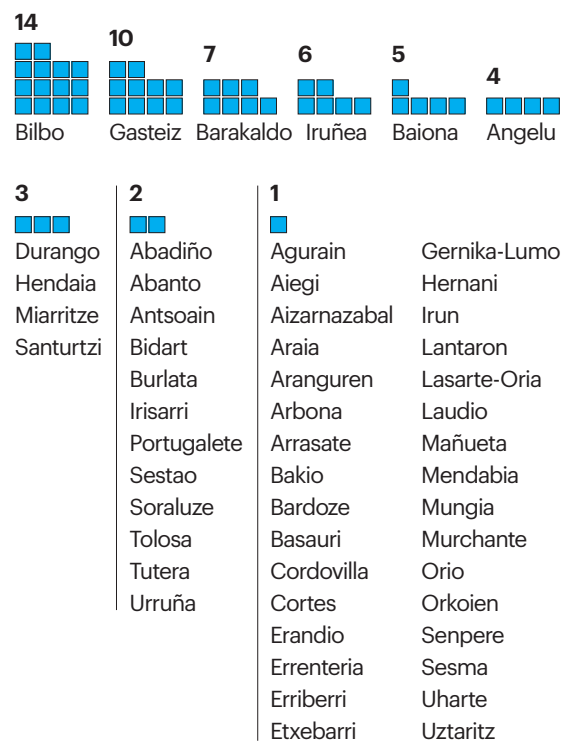 14
Bilbo
10
Gasteiz
7
Barakaldo
6
Iruñea
5
Baiona
4
Angelu
3
Durango
Hendaia
Miarritze
Santurtzi
2
Abadiño
Abanto
Antsoain
Bidart
Burlata
Irisarri
Portugalete
Sestao
Soraluze
Tolosa
Tutera
Urruña
1
Agurain
Aiegi
Aizarnazabal
Araia
Aranguren
Arbona
Arrasate
Bakio
Bardoze
Basauri
Cordovilla
Cortes
Erandio
Errenteria
Erriberri
Etxebarri
Gernika-Lumo
Hernani
Irun
Lantaron
Lasarte-Oria
Laudio
Mañueta
Mendabia
Mungia
Murchante
Orio
Orkoien
Senpere
Sesma
Uharte
Uztaritz